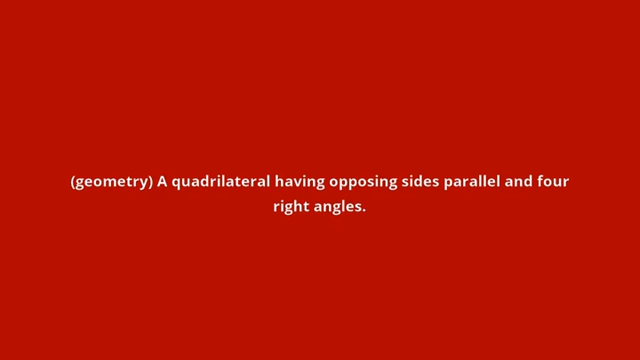 (geometry) A quadrilateral having opposing sides parallel and four
right angles.